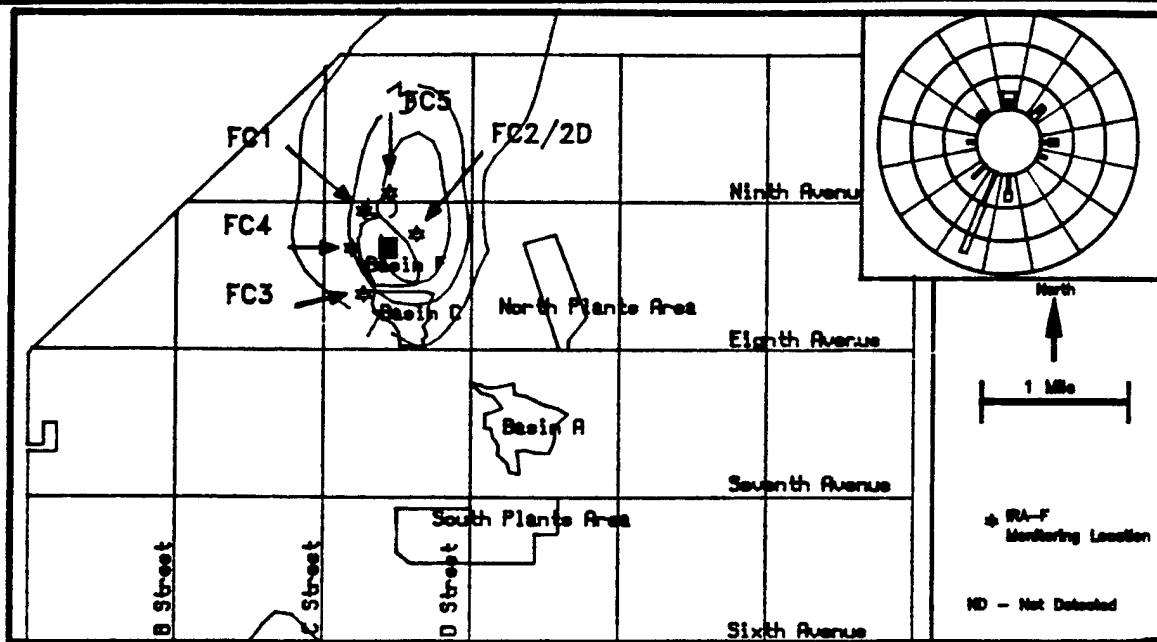 FC5
FC1
FC2/2D
Ninth Avenue
FC4
Basin F
FC3
North
Basin C
North Plants Area
Eighth Avenue
1 Mile
Basin A
Seventh Avenue
South Plants Area
* IRA-F
Monitoring Location
B Street
C Street
D Street
ND - Not Detected
Sixth Avenue